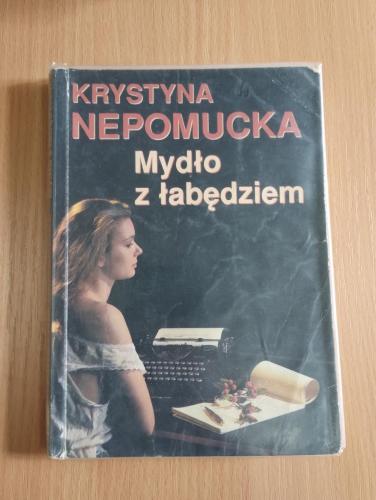 KRYSTYNA
NEPOMUCKA
Mydło
z łabędziem